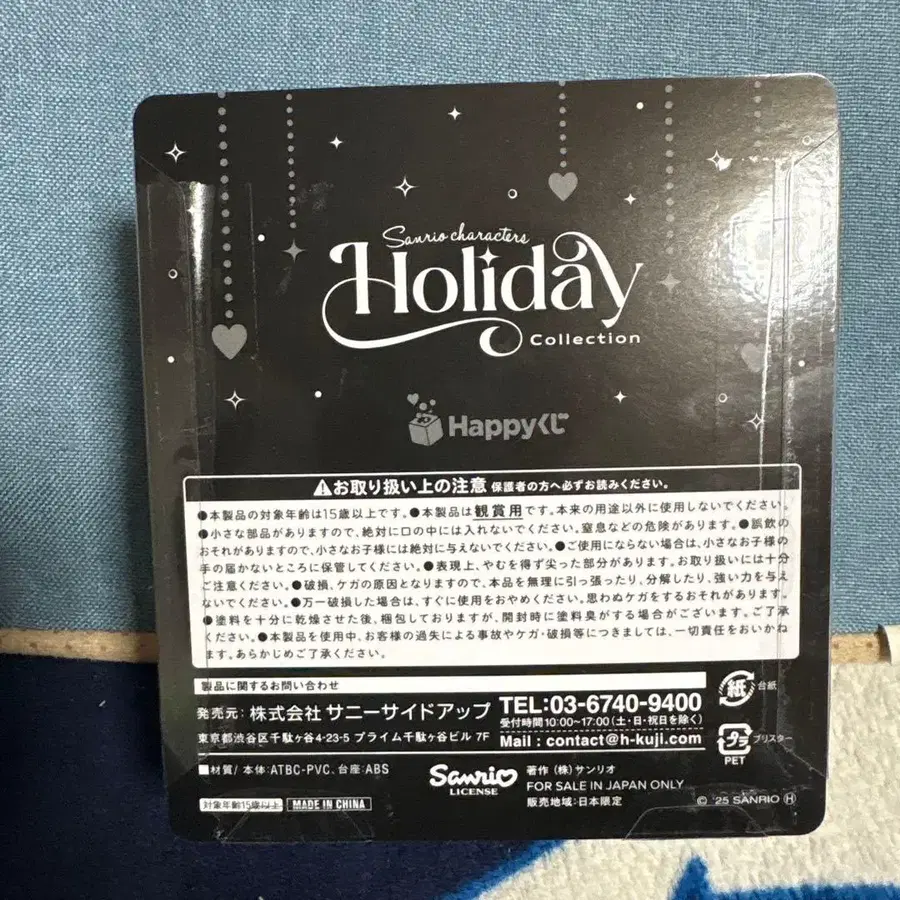 Sanrio characters
Holiday
Collection
Happyくじ
⚠お取り扱い上の注意 保護者の方へ必ずお読みください。
●本製品の対象年齢は15歳以上です。●本製品は観賞用です。本来の用途以外に使用しないでください。
●小さな部品がありますので、絶対に口の中には入れないでください。窒息などの危険があります。●誤飲の
おそれがありますので、小さなお子様には絶対に与えないでください。●ご使用にならない場合は、小さなお子様の
手の届かないところに保管してください。●表現上、やむを得ず尖った部分があります。お取り扱いには十分
ご注意ください。●破損、ケガの原因となりますので、本品を無理に引っ張ったり、分解したり、強い力を与え
ないでください。●万一破損した場合は、すぐに使用をおやめください。思わぬケガをするおそれがあります。
●塗料を十分に乾燥させた後、梱包しておりますが、開封時に塗料臭がする場合がございます。ご了承
ください。●本製品を使用中、お客様の過失による事故やケガ・破損等につきましては、一切責任をおいかね
ます。あらかじめご了承ください。
製品に関するお問い合わせ
発売元: 株式会社 サニーサイドアップ
東京都渋谷区千駄ヶ谷4-23-5 プライム千駄ヶ谷ビル 7F
TEL:03-6740-9400
受付時間10:00~17:00(土・日・祝日を除く)
Mail : contact@h-kuji.com
紙 台紙
プラ ブリスター
PET
■材質/ 本体:ATBC-PVC、台座:ABS
対象年齢15歳以上
MADE IN CHINA
Sanrio
LICENSE
著作 (株) サンリオ
FOR SALE IN JAPAN ONLY
販売地域:日本限定
© '25 SANRIO Ⓗ